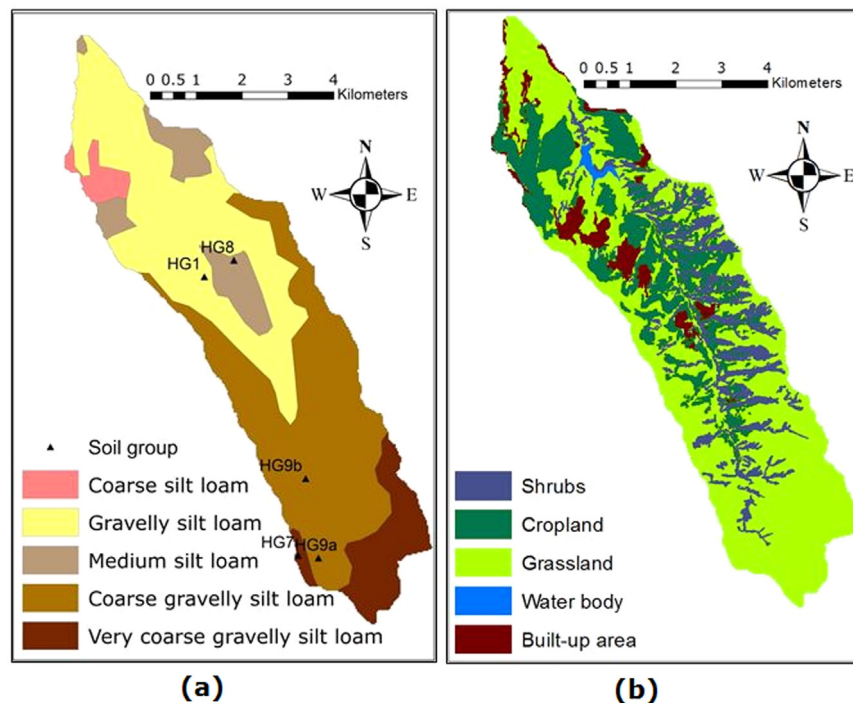 0 0.5 1 2 3 4
Kilometers
N
W E
S
HG8
HG1
HG9b
HG7 HG9a
Soil group
Coarse silt loam
Gravelly silt loam
Medium silt loam
Coarse gravelly silt loam
Very coarse gravelly silt loam
(a)
0 0.5 1 2 3 4
Kilometers
N
W E
S
Shrubs
Cropland
Grassland
Water body
Built-up area
(b)